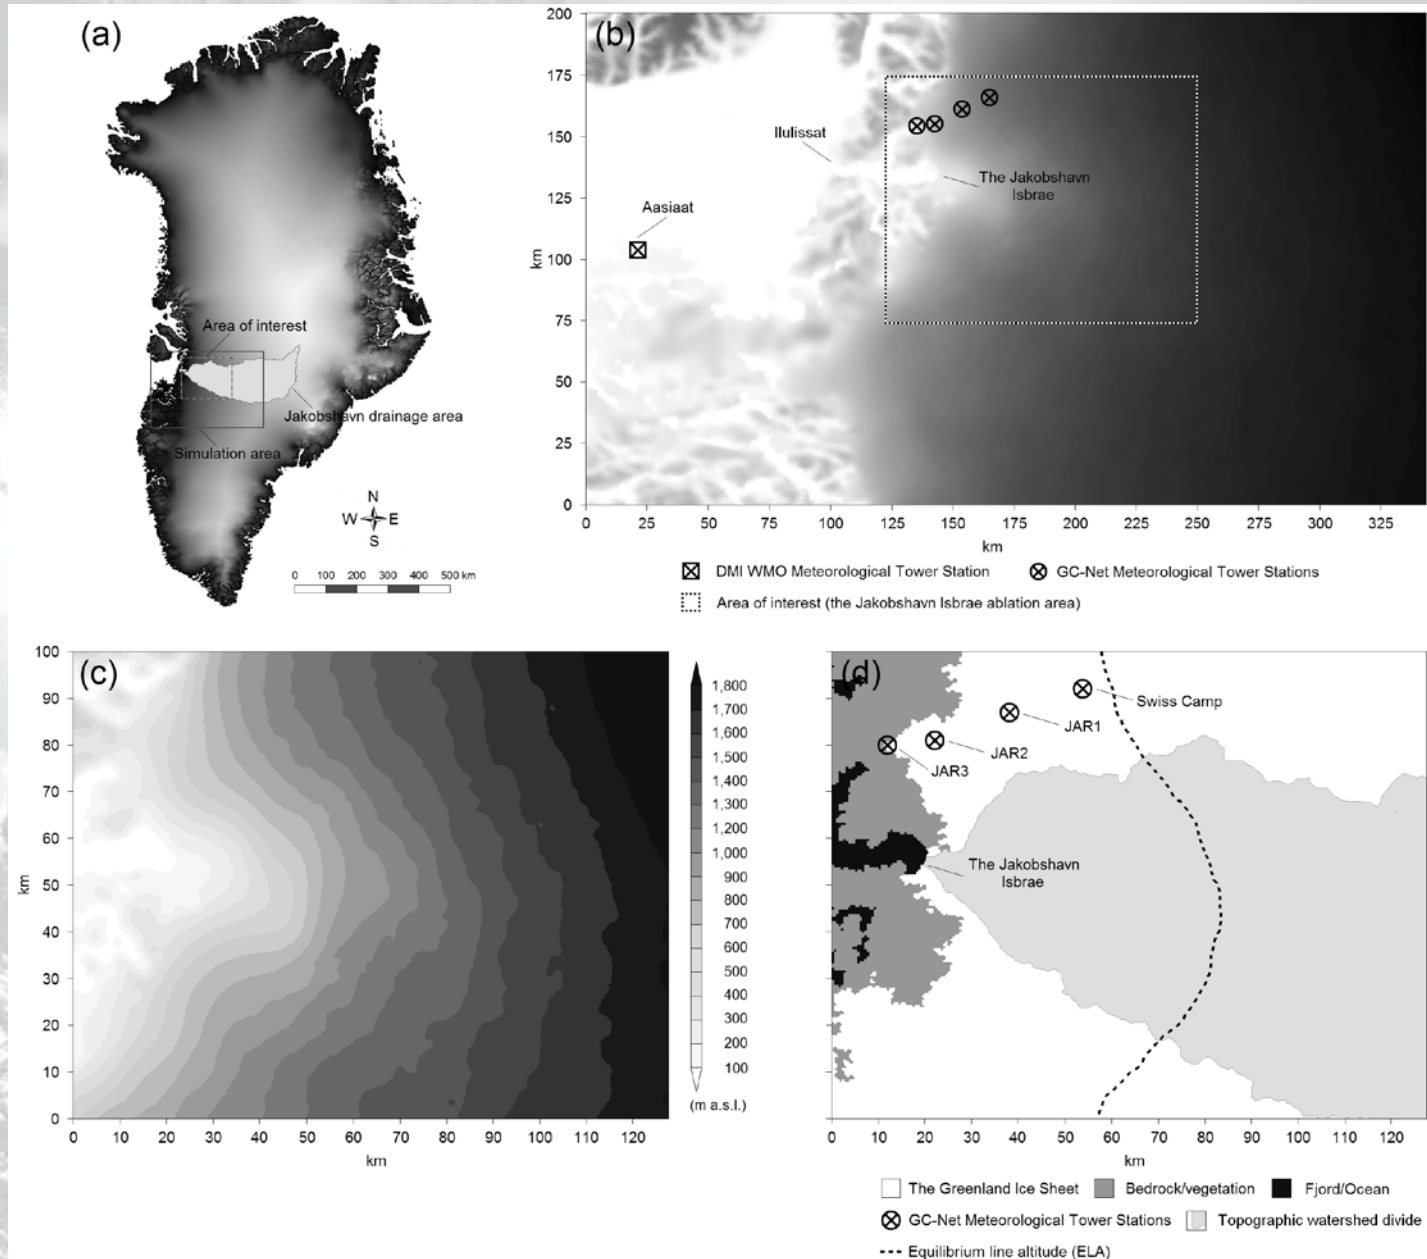 (a)
Area of interest
Jakobshavn drainage area
Simulation area
N
W E
S
0 100 200 300 400 500 km
(b)
200
175
150
125
100
75
50
25
0
km
Ilulissat
The Jakobshavn
Isbrae
Aasiaat
0 25 50 75 100 125 150 175 200 225 250 275 300 325
km
DMI WMO Meteorological Tower Station
GC-Net Meteorological Tower Stations
Area of interest (the Jakobshavn Isbrae ablation area)
(c)
100
90
80
70
60
50
40
30
20
10
0
km
0 10 20 30 40 50 60 70 80 90 100 110 120
km
1,800
1,700
1,600
1,500
1,400
1,300
1,200
1,000
900
800
700
600
500
400
300
200
100
(m a.s.l.)
(d)
Swiss Camp
JAR1
JAR2
JAR3
The Jakobshavn
Isbrae
0 10 20 30 40 50 60 70 80 90 100 110 120
km
The Greenland Ice Sheet Bedrock/vegetation Fjord/Ocean
GC-Net Meteorological Tower Stations Topographic watershed divide
Equilibrium line altitude (ELA)